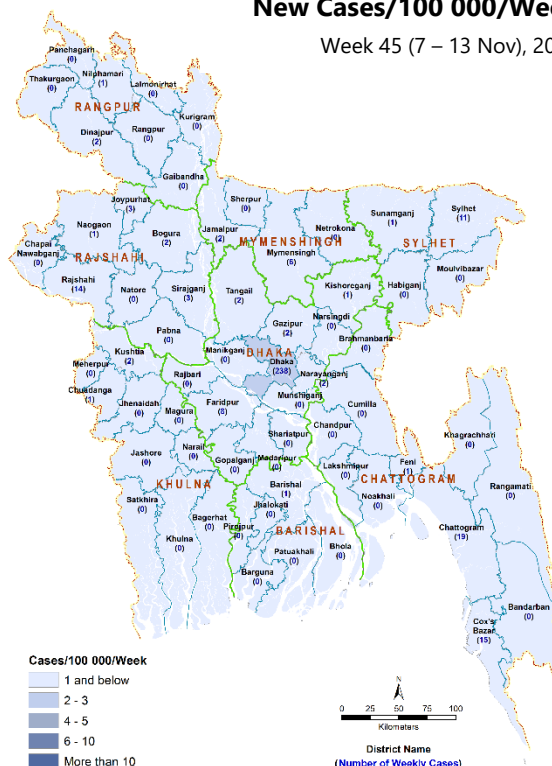 New Cases/100 000/Wee
Week 45 (7 – 13 Nov), 20
Panchagarh
(0)
Thakurgaon
(0)
Nilphamari
(1)
Lalmonirhat
(0)
RANGPUR
Dinajpur
(2)
Rangpur
(0)
Kurigram
(0)
Gaibandha
(0)
Joypurhat
(3)
Sherpur
(0)
Naogaon
(1)
Bogura
(2)
Jamalpur
(2)
Netrokona
Sunamganj
(1)
Sylhet
(11)
Chapai
Nawabganj
(0)
RAJSHAHI
MYMENSINGH
Mymensingh
(6)
SYLHET
Rajshahi
(14)
Natore
(0)
Sirajganj
(3)
Tangail
(2)
Kishoreganj
(1)
Habiganj
(0)
Moulvibazar
(0)
Pabna
(0)
Gazipur
(2)
Narsingdi
(0)
Brahmanbaria
(0)
Kushtia
(2)
Manikganj
(0)
DHAKA
Dhaka
(238)
Narayanganj
(2)
Meherpur
(0)
Chuadanga
Rajbari
(0)
Munshiganj
(0)
Jhenaidah
(0)
Magura
(0)
Faridpur
(8)
Cumilla
(0)
Chandpur
(0)
Khagrachhari
(0)
Jashore
(0)
Narail
(0)
Gopalganj
(0)
Shariatpur
(0)
Madaripur
(0)
Lakshmipur
(0)
Feni
(1)
CHATTOGRAM
Rangamati
(0)
KHULNA
Satkhira
(0)
Khulna
(0)
Bagerhat
(0)
Pirojpur
(0)
Barishal
(1)
Jhalokati
(0)
BARISHAL
Patuakhali
(0)
Bhola
(0)
Barguna
(0)
Noakhali
(0)
Chattogram
(19)
Bandarban
(0)
Cox's
Bazar
(15)
Cases/100 000/Week
1 and below
2 - 3
4 - 5
6 - 10
More than 10
N
0 25 50 75 100
Kilometers
District Name
(Number of Weekly Cases)